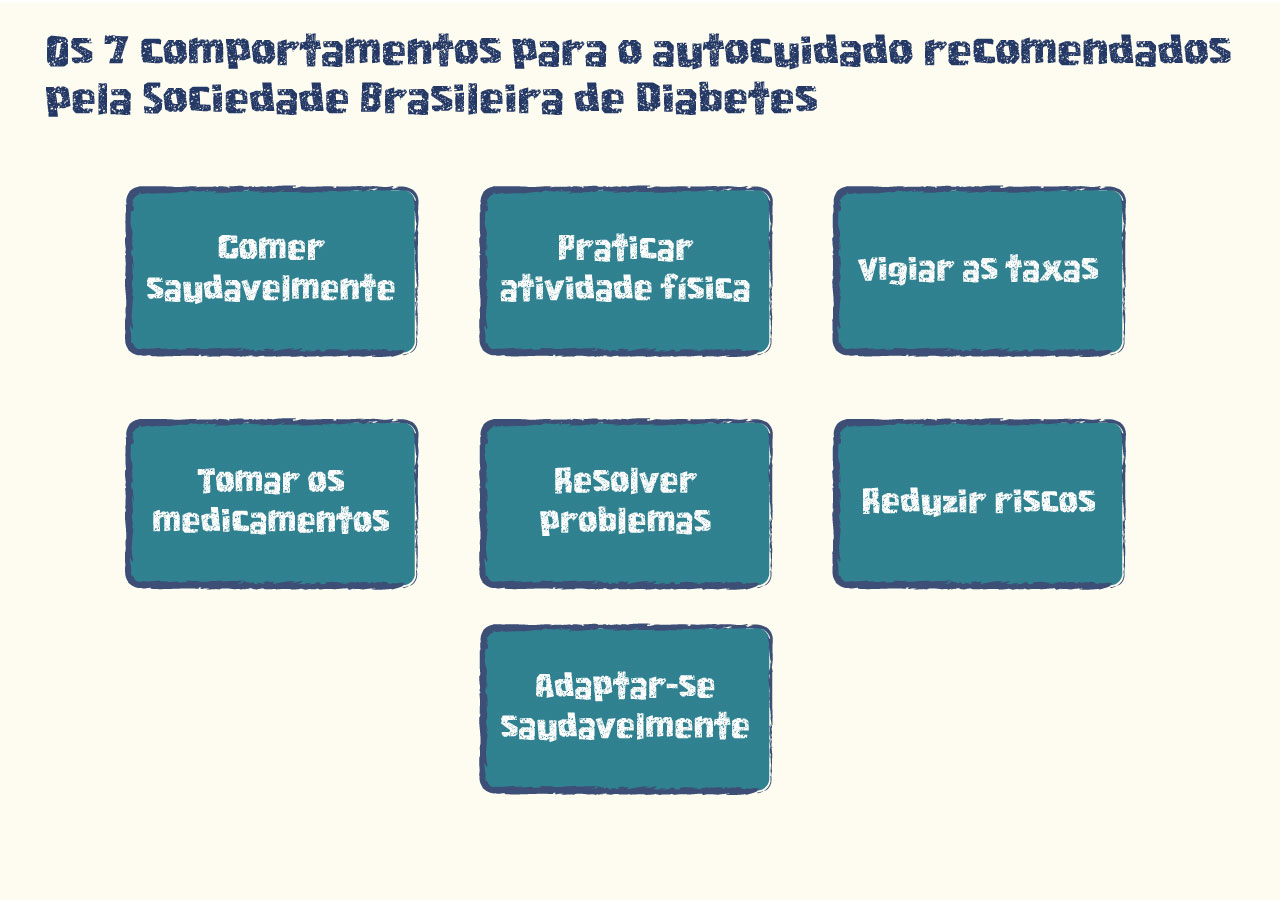 Os 7 comportamentos para o autocuidado recomendados
pela Sociedade Brasileira de Diabetes
Comer
saudavelmente
Praticar
atividade física
Vigiar as taxas
Tomar os
medicamentos
Resolver
problemas
Reduzir riscos
Adaptar-se
saudavelmente